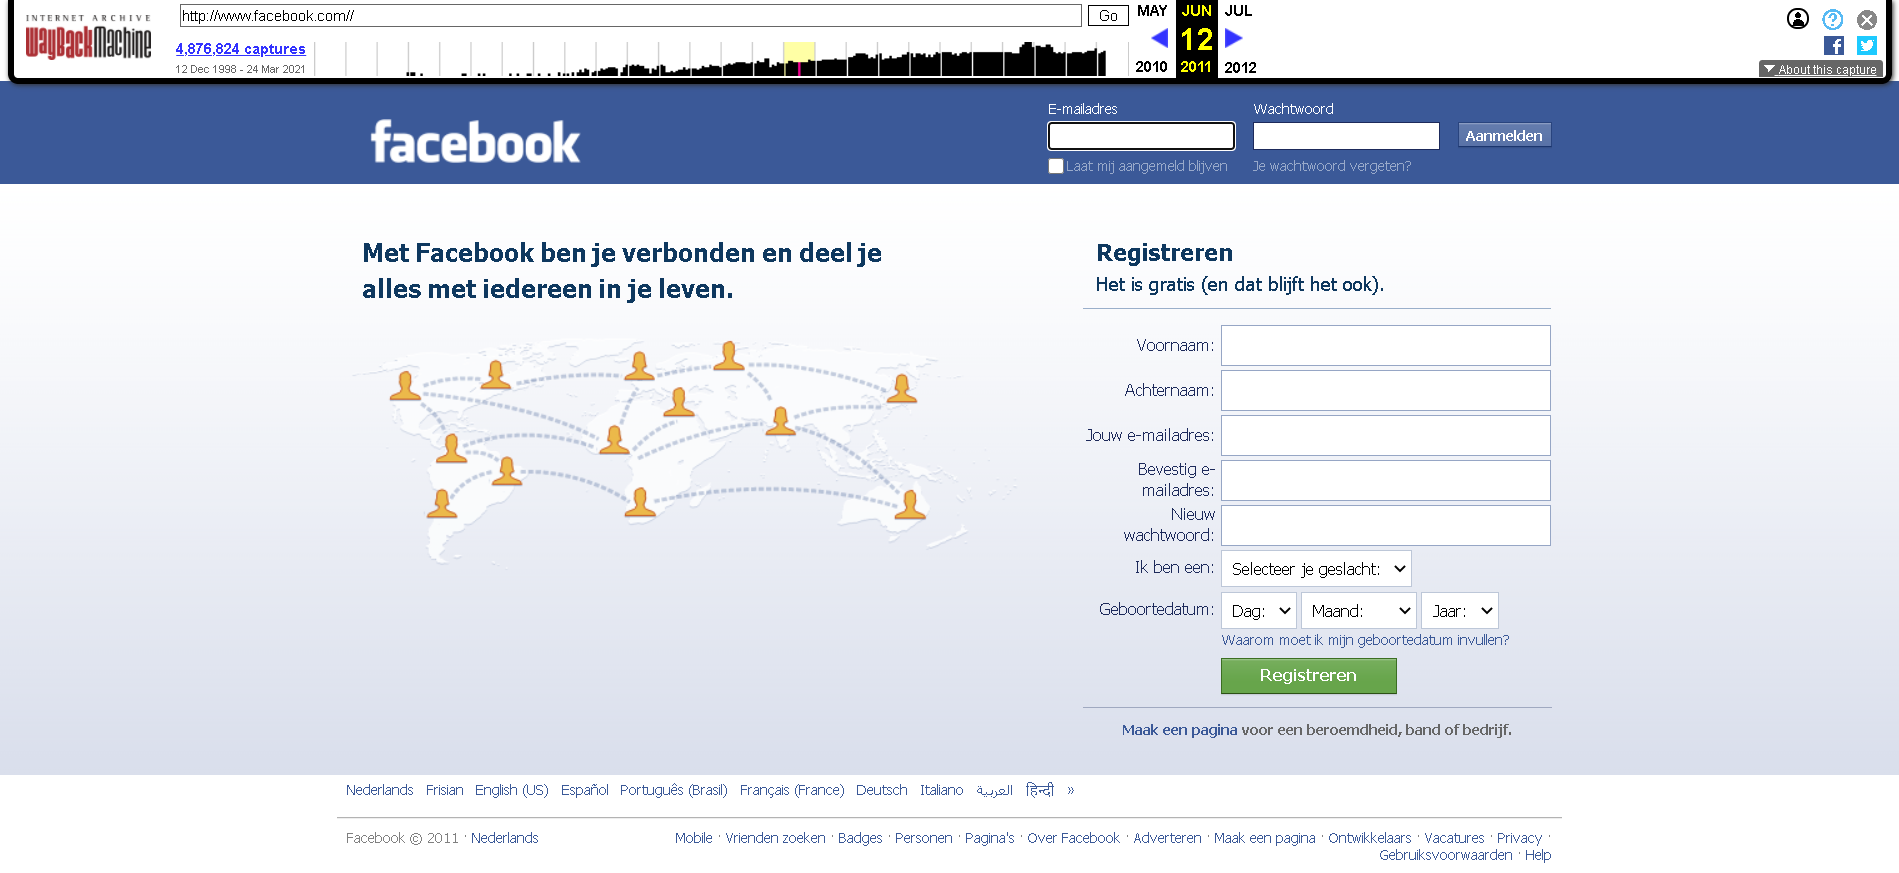 INTERNET ARCHIVE
WayBackMachine
http://www.facebook.com//
Go
4,876,824 captures
12 Dec 1998 - 24 Mar 2021
MAY JUN JUL
12
2010 2011 2012
About this capture
facebook
E-mailadres
Wachtwoord
Aanmelden
Laat mij aangemeld blijven
Je wachtwoord vergeten?
Met Facebook ben je verbonden en deel je
alles met iedereen in je leven.
Registreren
Het is gratis (en dat blijft het ook).
Voornaam:
Achternaam:
Jouw e-mailadres:
Bevestig e-
mailadres:
Nieuw
wachtwoord:
Ik ben een: Selecteer je geslacht:
Geboortedatum: Dag: Maand: Jaar:
Waarom moet ik mijn geboortedatum invullen?
Registreren
Maak een pagina voor een beroemdheid, band of bedrijf.
Nederlands Frisian English (US) Español Português (Brasil) Français (France) Deutsch Italiano العربية हिन्दी »
Facebook © 2011 · Nederlands
Mobile · Vrienden zoeken · Badges · Personen · Pagina's · Over Facebook · Adverteren · Maak een pagina · Ontwikkelaars · Vacatures · Privacy ·
Gebruiksvoorwaarden · Help